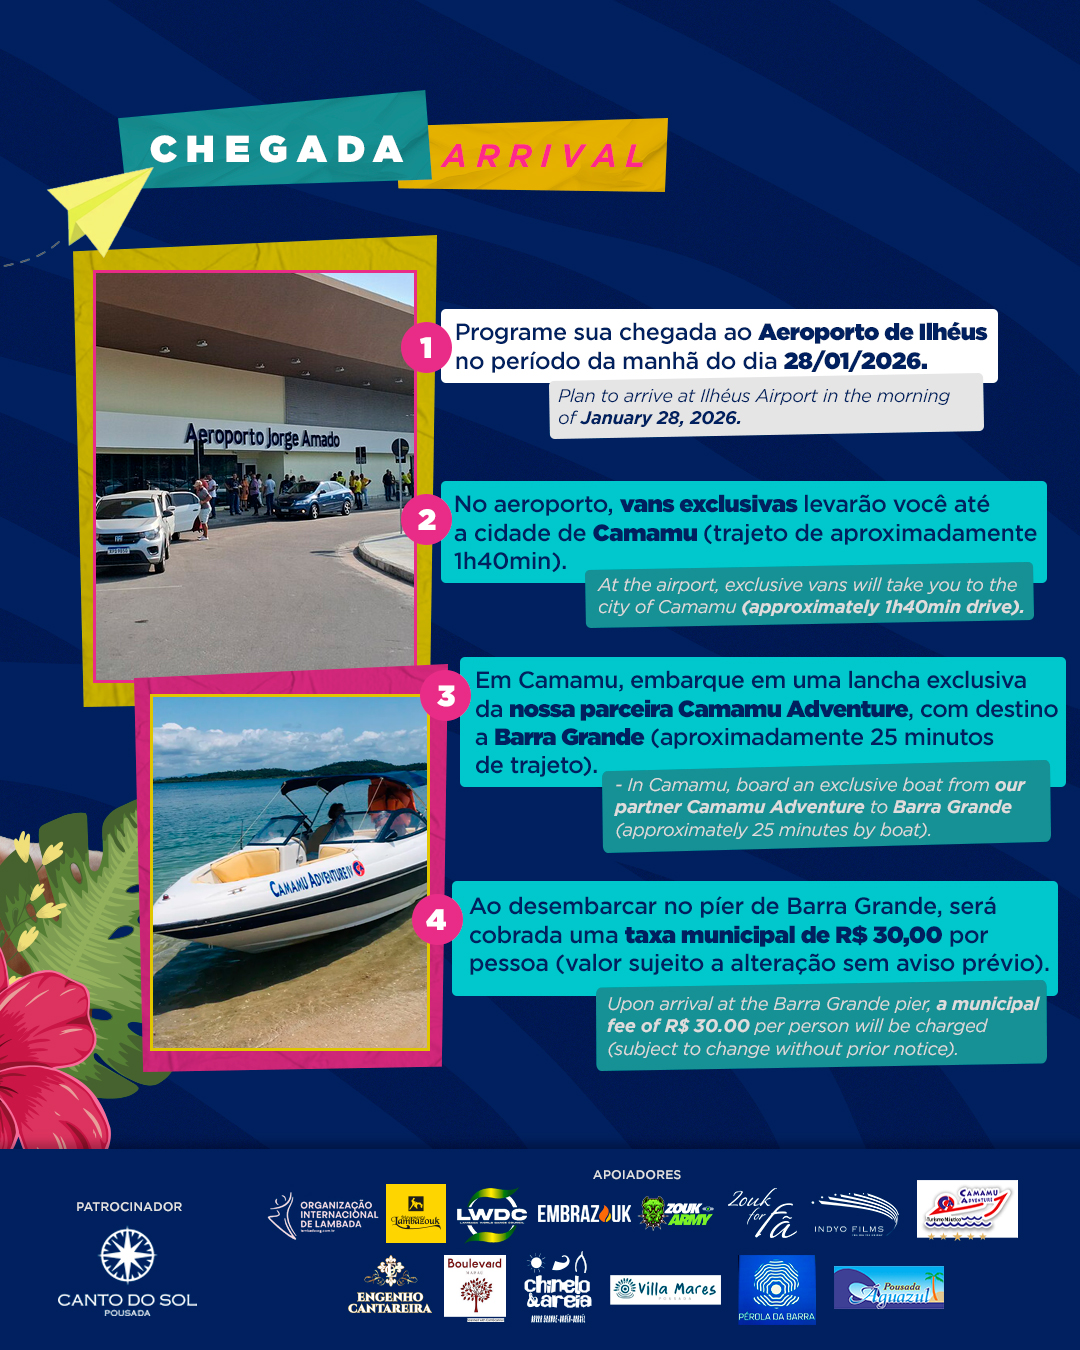 CHEGADA
ARRIVAL
Aeroporto Jorge Amado
1
Programe sua chegada ao Aeroporto de Ilhéus
no período da manhã do dia 28/01/2026.
Plan to arrive at Ilhéus Airport in the morning
of January 28, 2026.
2
No aeroporto, vans exclusivas levarão você até
a cidade de Camamu (trajeto de aproximadamente
1h40min).
At the airport, exclusive vans will take you to the
city of Camamu (approximately 1h40min drive).
3
Em Camamu, embarque em uma lancha exclusiva
da nossa parceira Camamu Adventure, com destino
a Barra Grande (aproximadamente 25 minutos
de trajeto).
- In Camamu, board an exclusive boat from our
partner Camamu Adventure to Barra Grande
(approximately 25 minutes by boat).
CAMAMU ADVENTURE IV
4
Ao desembarcar no píer de Barra Grande, será
cobrada uma taxa municipal de R$ 30,00 por
pessoa (valor sujeito a alteração sem aviso prévio).
Upon arrival at the Barra Grande pier, a municipal
fee of R$ 30.00 per person will be charged
(subject to change without prior notice).
PATROCINADOR
CANTO DO SOL
POUSADA
APOIADORES
ORGANIZAÇÃO
INTERNACIONAL
DE LAMBADA
Lambazouk
LWDC
EMBRAZOUK
ZOUK
ARMY
Zouk
for
Fã
INDYO FILMS
CAMAMU
ADVENTURE
Turismo Náutico
ENGENHO
CANTAREIRA
Boulevard
chinelo
&areia
Villa Mares
POUSADA
PÉROLA DA BARRA
Pousada
Águazul